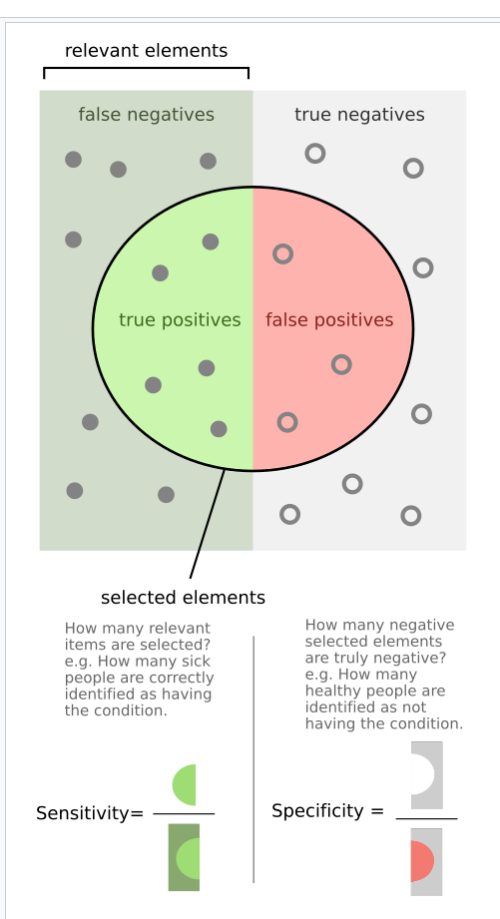 relevant elements
false negatives
true negatives
true positives
false positives
selected elements
How many relevant
items are selected?
e.g. How many sick
people are correctly
identified as having
the condition.
How many negative
selected elements
are truly negative?
e.g. How many
healthy people are
identified as not
having the condition.
Sensitivity=
Specificity =